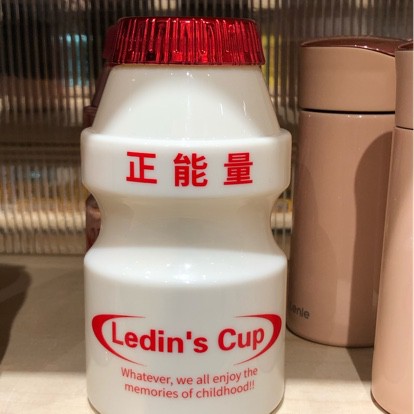 正能量
Ledin's Cup
Whatever, we all enjoy the
memories of childhood!!